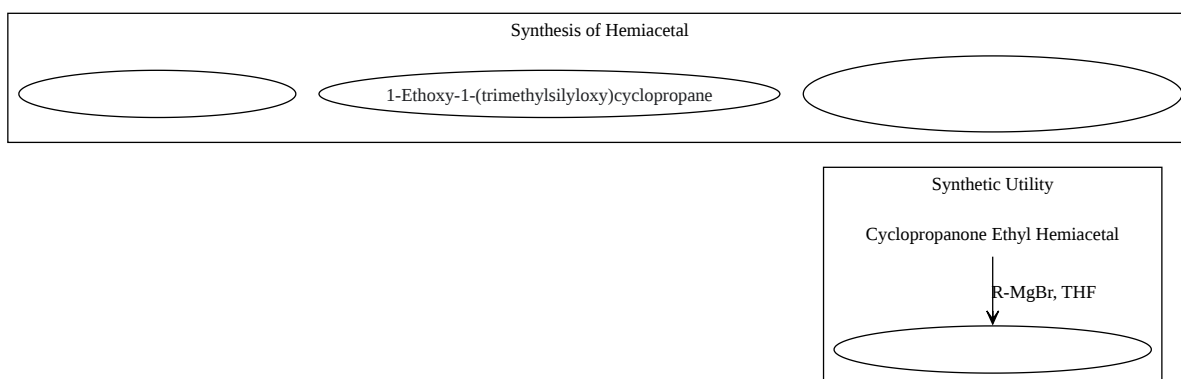 Synthesis of Hemiacetal
1-Ethoxy-1-(trimethylsilyloxy)cyclopropane
Synthetic Utility
Cyclopropanone Ethyl Hemiacetal
R-MgBr, THF